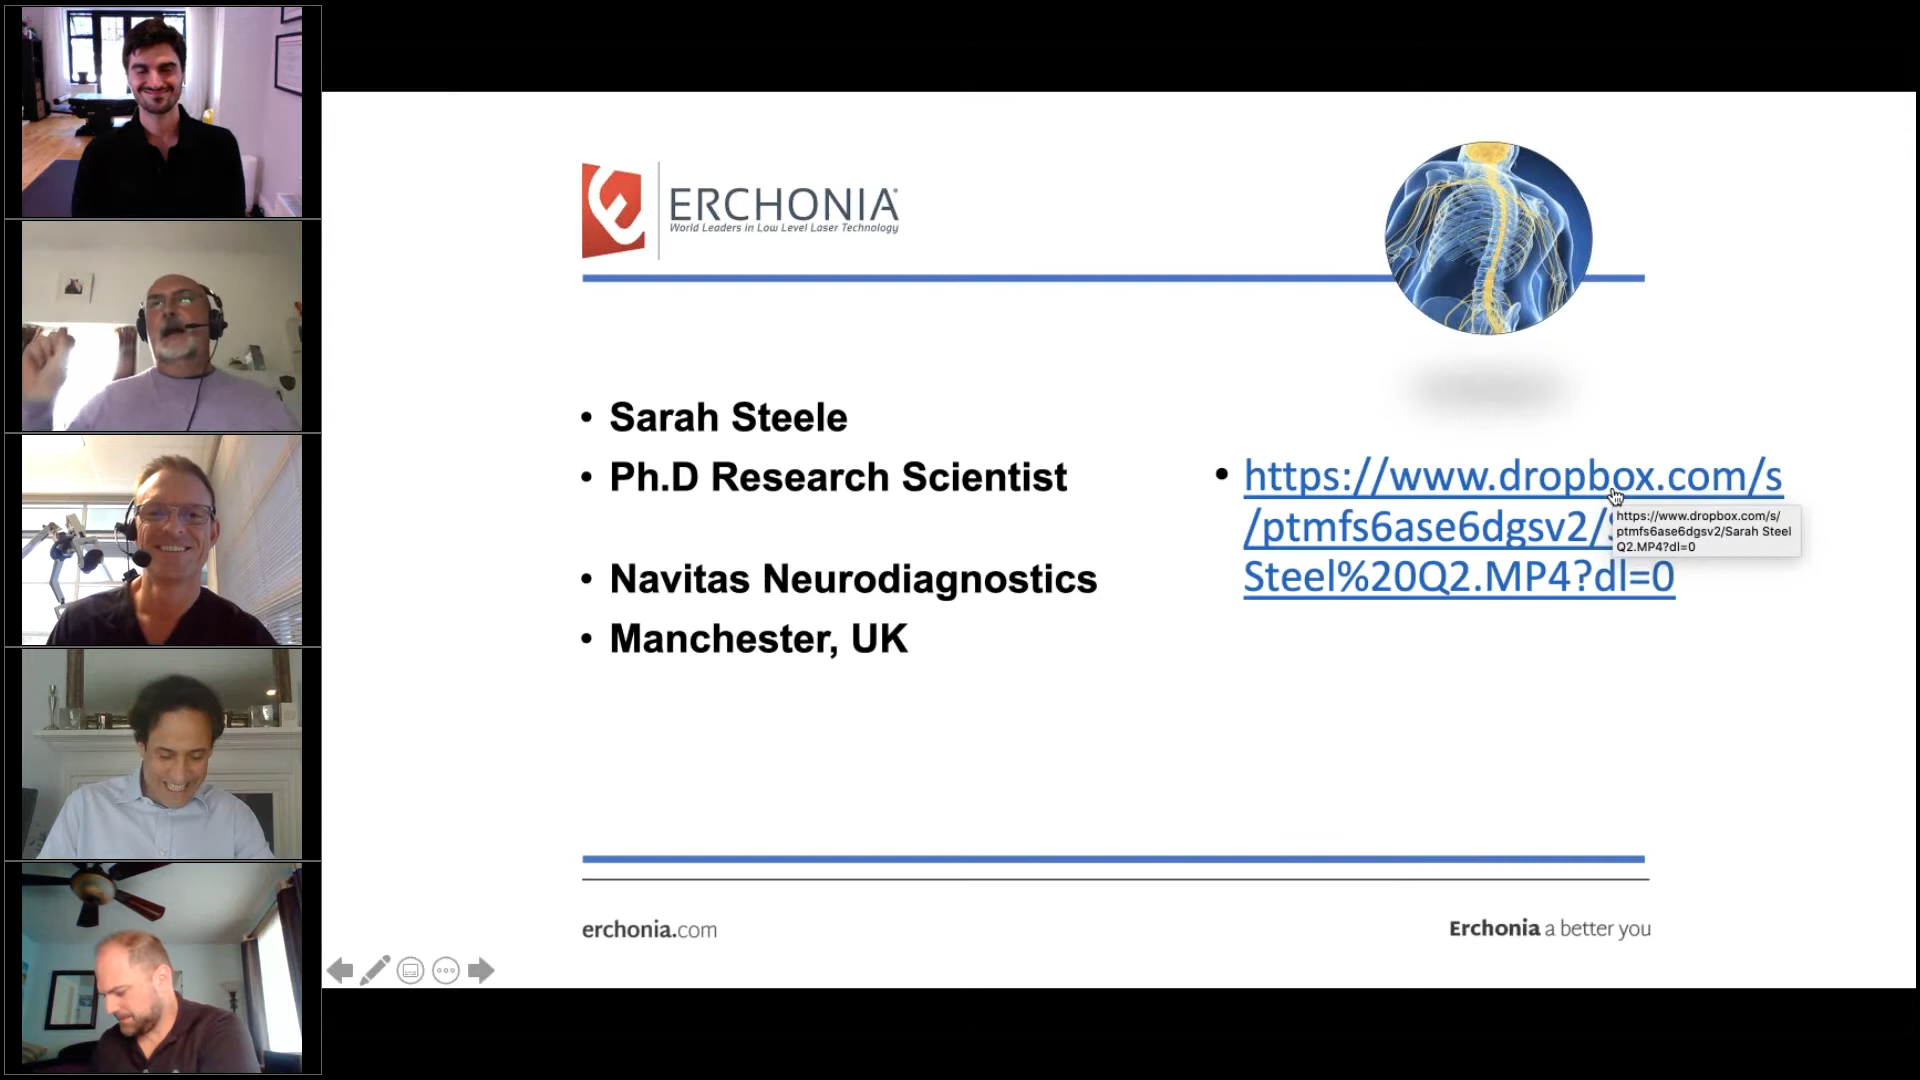 ERCHONIA®
World Leaders in Low Level Laser Technology
• Sarah Steele
• Ph.D Research Scientist
• Navitas Neurodiagnostics
• Manchester, UK
• https://www.dropbox.com/s
/ptmfs6ase6dgsv2/
Steel%20Q2.MP4?dl=0
https://www.dropbox.com/s/
ptmfs6ase6dgsv2/Sarah Steel
Q2.MP4?dl=0
erchonia.com
Erchonia a better you